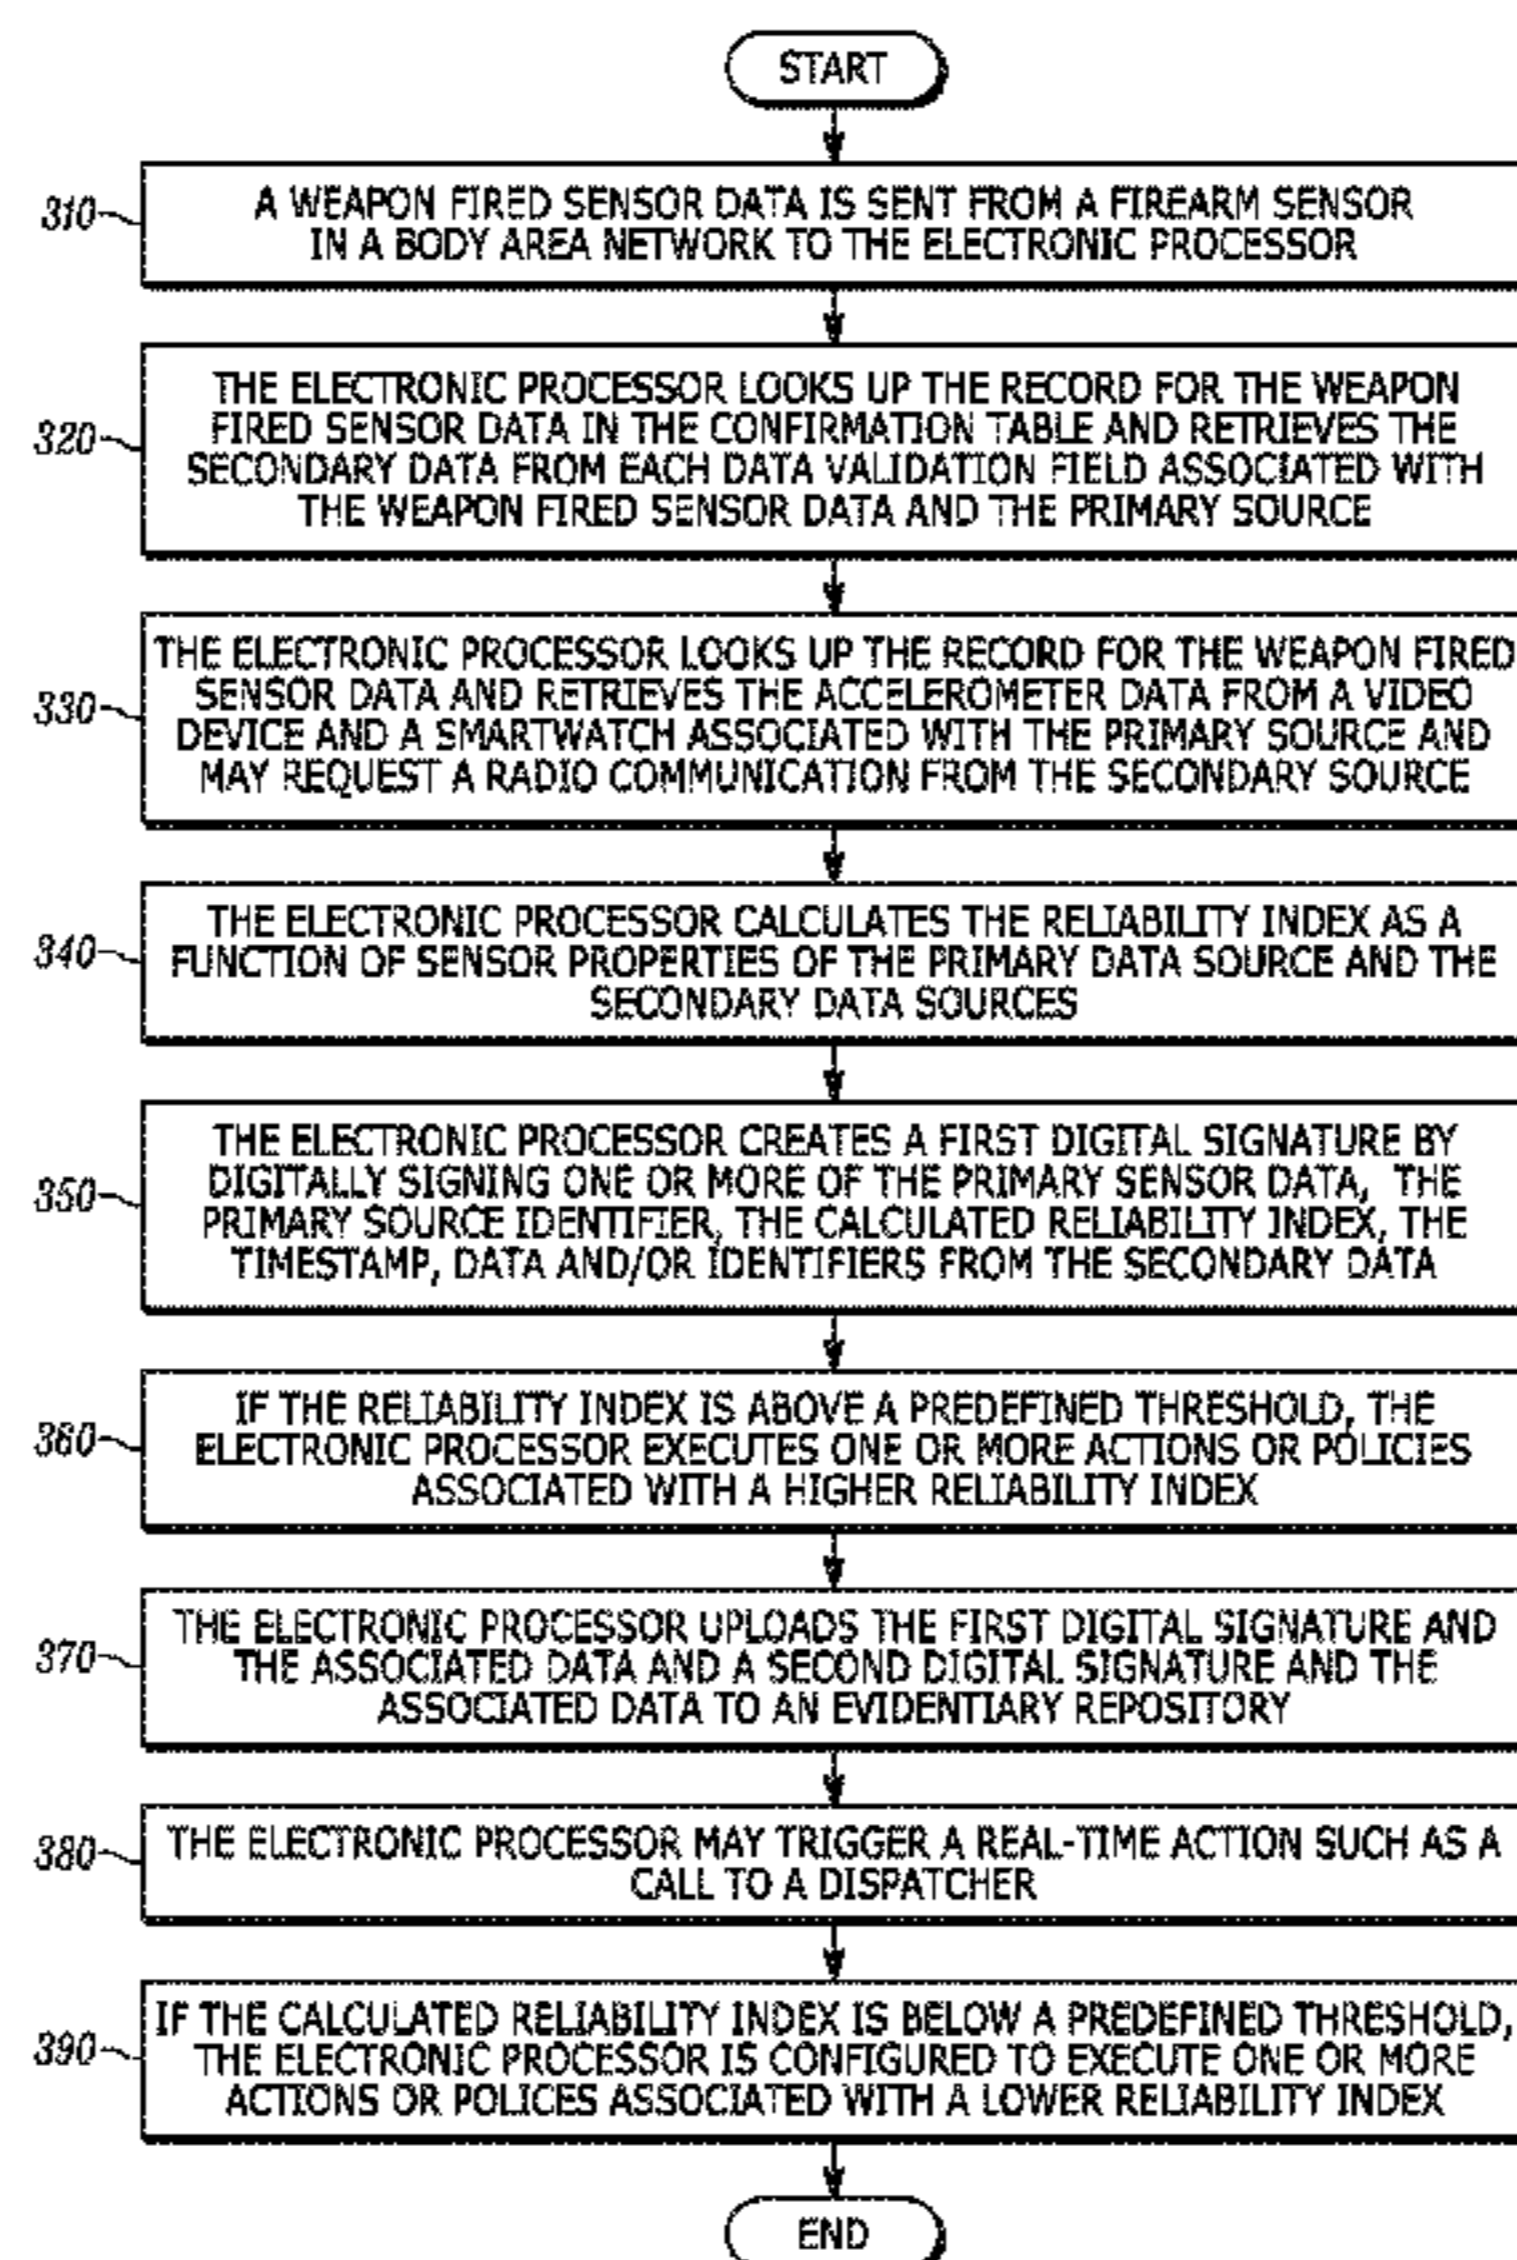 START
310
A WEAPON FIRED SENSOR DATA IS SENT FROM A FIREARM SENSOR
IN A BODY AREA NETWORK TO THE ELECTRONIC PROCESSOR
320
THE ELECTRONIC PROCESSOR LOOKS UP THE RECORD FOR THE WEAPON
FIRED SENSOR DATA IN THE CONFIRMATION TABLE AND RETRIEVES THE
SECONDARY DATA FROM EACH DATA VALIDATION FIELD ASSOCIATED WITH
THE WEAPON FIRED SENSOR DATA AND THE PRIMARY SOURCE
330
THE ELECTRONIC PROCESSOR LOOKS UP THE RECORD FOR THE WEAPON FIRED
SENSOR DATA AND RETRIEVES THE ACCELEROMETER DATA FROM A VIDEO
DEVICE AND A SMARTWATCH ASSOCIATED WITH THE PRIMARY SOURCE AND
MAY REQUEST A RADIO COMMUNICATION FROM THE SECONDARY SOURCE
340
THE ELECTRONIC PROCESSOR CALCULATES THE RELIABILITY INDEX AS A
FUNCTION OF SENSOR PROPERTIES OF THE PRIMARY DATA SOURCE AND THE
SECONDARY DATA SOURCES
350
THE ELECTRONIC PROCESSOR CREATES A FIRST DIGITAL SIGNATURE BY
DIGITALLY SIGNING ONE OR MORE OF THE PRIMARY SENSOR DATA, THE
PRIMARY SOURCE IDENTIFIER, THE CALCULATED RELIABILITY INDEX, THE
TIMESTAMP, DATA AND/OR IDENTIFIERS FROM THE SECONDARY DATA
360
IF THE RELIABILITY INDEX IS ABOVE A PREDEFINED THRESHOLD, THE
ELECTRONIC PROCESSOR EXECUTES ONE OR MORE ACTIONS OR POLICIES
ASSOCIATED WITH A HIGHER RELIABILITY INDEX
370
THE ELECTRONIC PROCESSOR UPLOADS THE FIRST DIGITAL SIGNATURE AND
THE ASSOCIATED DATA AND A SECOND DIGITAL SIGNATURE AND THE
ASSOCIATED DATA TO AN EVIDENTIARY REPOSITORY
380
THE ELECTRONIC PROCESSOR MAY TRIGGER A REAL-TIME ACTION SUCH AS A
CALL TO A DISPATCHER
390
IF THE CALCULATED RELIABILITY INDEX IS BELOW A PREDEFINED THRESHOLD,
THE ELECTRONIC PROCESSOR IS CONFIGURED TO EXECUTE ONE OR MORE
ACTIONS OR POLICES ASSOCIATED WITH A LOWER RELIABILITY INDEX
END